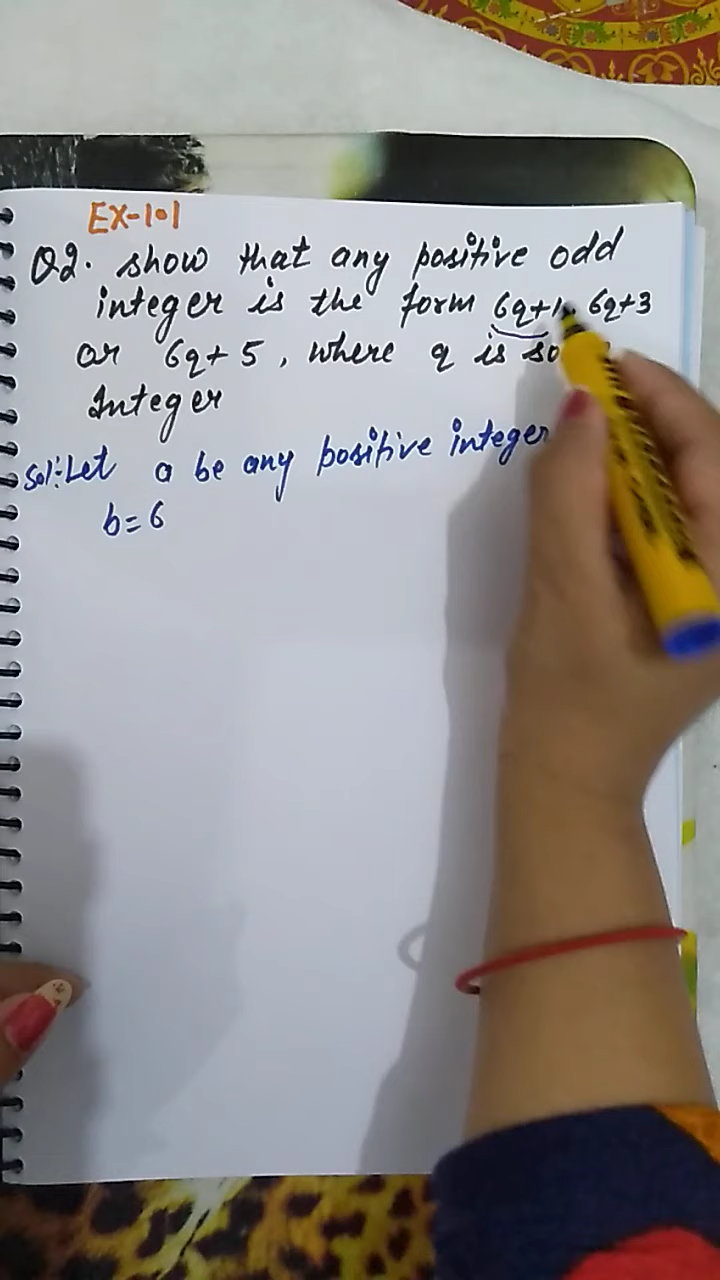 EX-1.1
Q2. show that any positive odd
integer is the form 6q+1, 6q+3
or 6q+5, where q is
Integer
Sol:- Let a be any positive integer
b=6